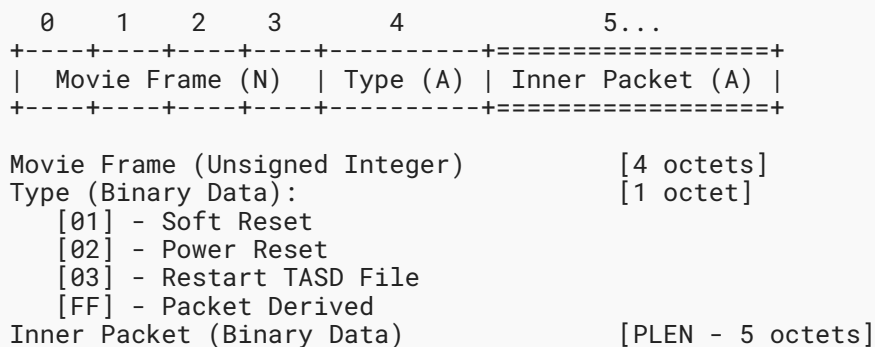 0    1    2    3        4               5...
+----+----+----+----+----------+==================+
|  Movie Frame (N)  | Type (A) | Inner Packet (A) |
+----+----+----+----+----------+==================+

Movie Frame (Unsigned Integer)          [4 octets]
Type (Binary Data):                     [1 octet]
   [01] - Soft Reset
   [02] - Power Reset
   [03] - Restart TASD File
   [FF] - Packet Derived
Inner Packet (Binary Data)              [PLEN - 5 octets]